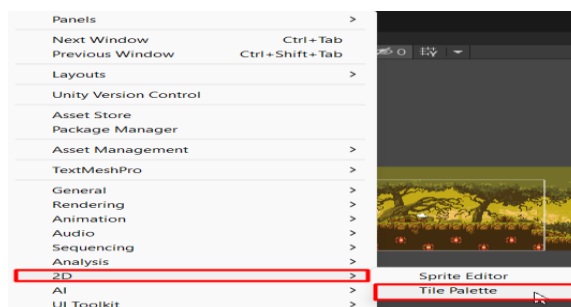 Panels >
Next Window Ctrl+Tab
Previous Window Ctrl+Shift+Tab
Layouts >
Unity Version Control
Asset Store
Package Manager
Asset Management >
TextMeshPro >
General >
Rendering >
Animation >
Audio >
Sequencing >
Analysis >
2D >
AI >
UI Toolkit >
0
Sprite Editor
Tile Palette